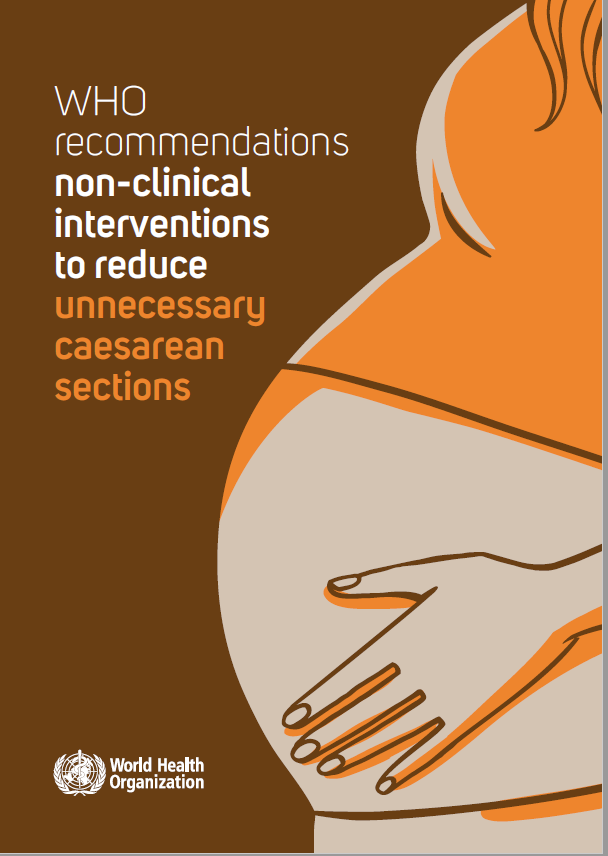 WHO
recommendations
non-clinical
interventions
to reduce
unnecessary
caesarean
sections
World Health
Organization